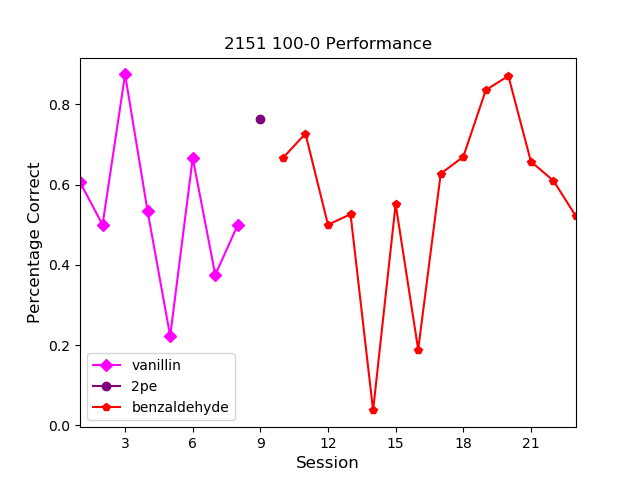 2151 100-0 Performance
Percentage Correct
0.8
0.6
0.4
0.2
0.0
vanillin
2pe
benzaldehyde
3 6 9 12 15 18 21
Session